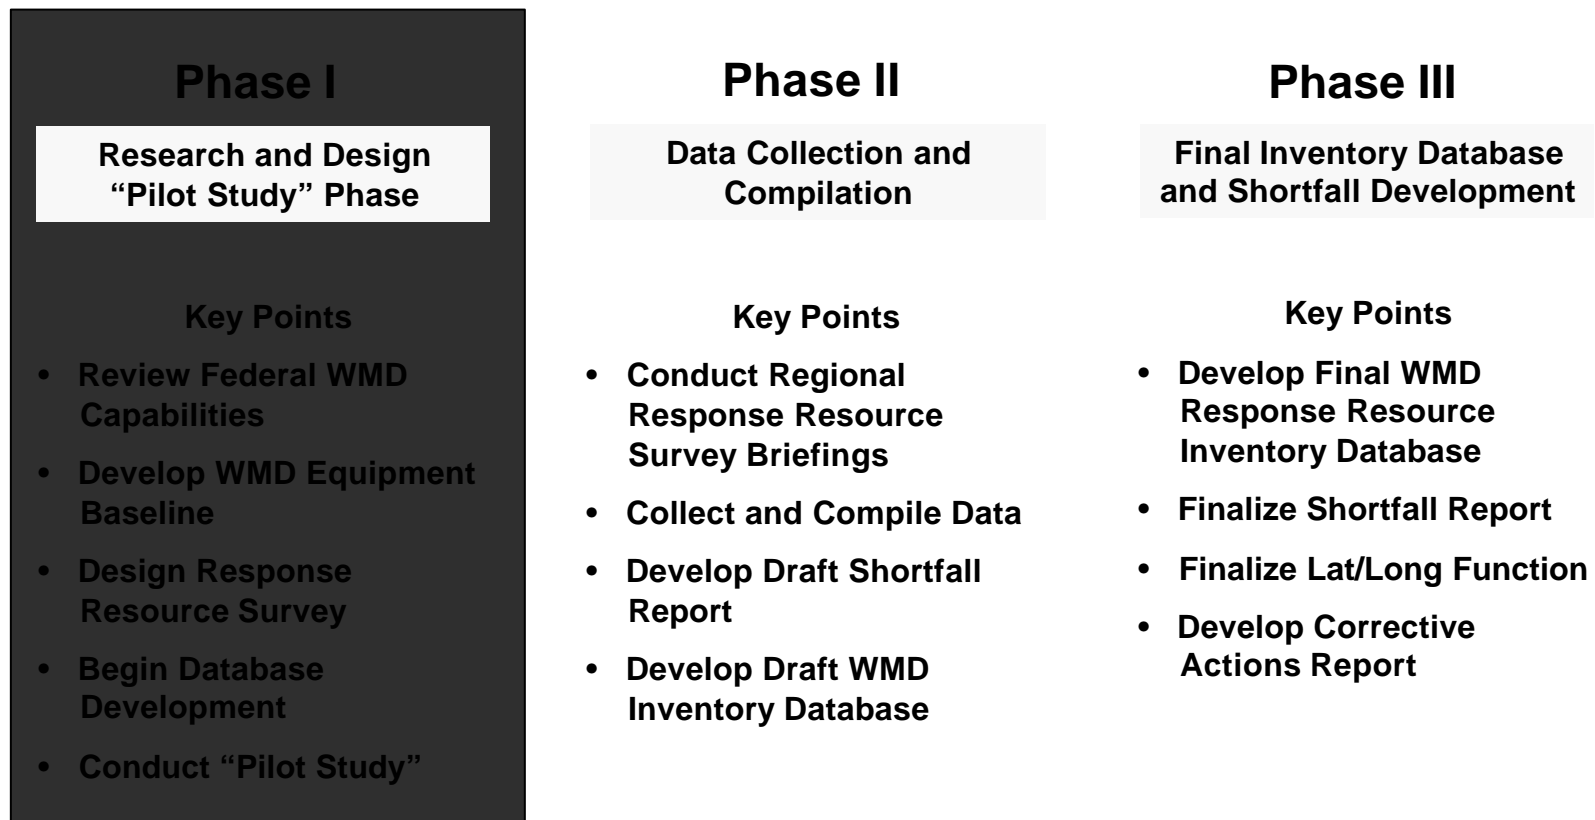 Phase I
Research and Design
“Pilot Study” Phase
Key Points
• Review Federal WMD
Capabilities
• Develop WMD Equipment
Baseline
• Design Response
Resource Survey
• Begin Database
Development
• Conduct “Pilot Study”
Phase II
Data Collection and
Compilation
Key Points
• Conduct Regional
Response Resource
Survey Briefings
• Collect and Compile Data
• Develop Draft Shortfall
Report
• Develop Draft WMD
Inventory Database
Phase III
Final Inventory Database
and Shortfall Development
Key Points
• Develop Final WMD
Response Resource
Inventory Database
• Finalize Shortfall Report
• Finalize Lat/Long Function
• Develop Corrective
Actions Report